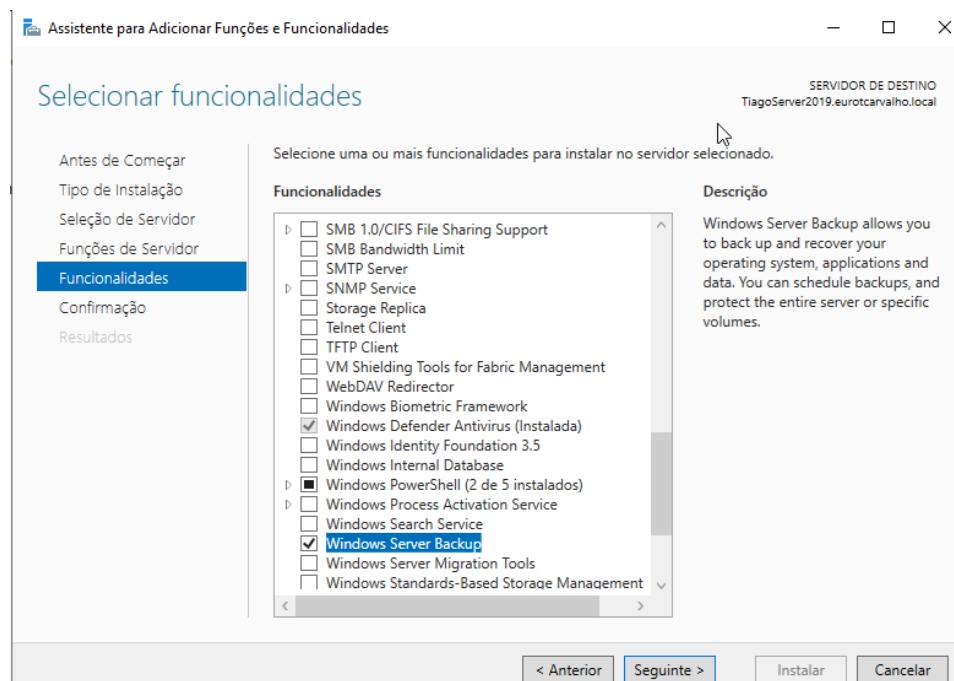 Assistente para Adicionar Funções e Funcionalidades
Selecionar funcionalidades
SERVIDOR DE DESTINO
TiagoServer2019.eurotcarvalho.local
Antes de Começar
Tipo de Instalação
Seleção de Servidor
Funções de Servidor
Funcionalidades
Confirmação
Resultados
Selecione uma ou mais funcionalidades para instalar no servidor selecionado.
Funcionalidades
SMB 1.0/CIFS File Sharing Support
SMB Bandwidth Limit
SMTP Server
SNMP Service
Storage Replica
Telnet Client
TFTP Client
VM Shielding Tools for Fabric Management
WebDAV Redirector
Windows Biometric Framework
Windows Defender Antivirus (Instalada)
Windows Identity Foundation 3.5
Windows Internal Database
Windows PowerShell (2 de 5 instalados)
Windows Process Activation Service
Windows Search Service
Windows Server Backup
Windows Server Migration Tools
Windows Standards-Based Storage Management
Descrição
Windows Server Backup allows you
to back up and recover your
operating system, applications and
data. You can schedule backups, and
protect the entire server or specific
volumes.
< Anterior
Seguinte >
Instalar
Cancelar